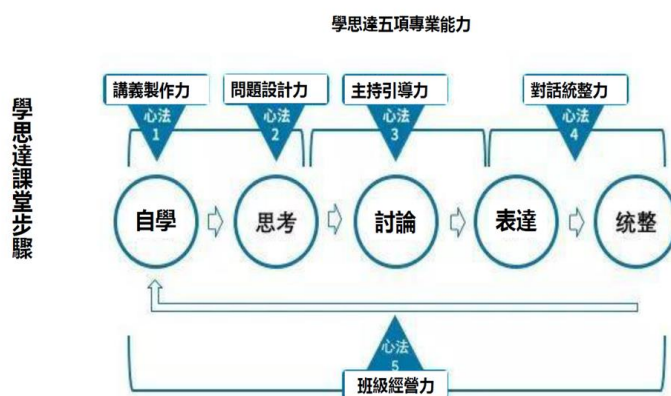 學思達五項專業能力
學思達課堂步驟
講義製作力
問題設計力
主持引導力
對話統整力
心法
1
心法
2
心法
3
心法
4
自學
思考
討論
表達
统整
心法
5
班級經營力